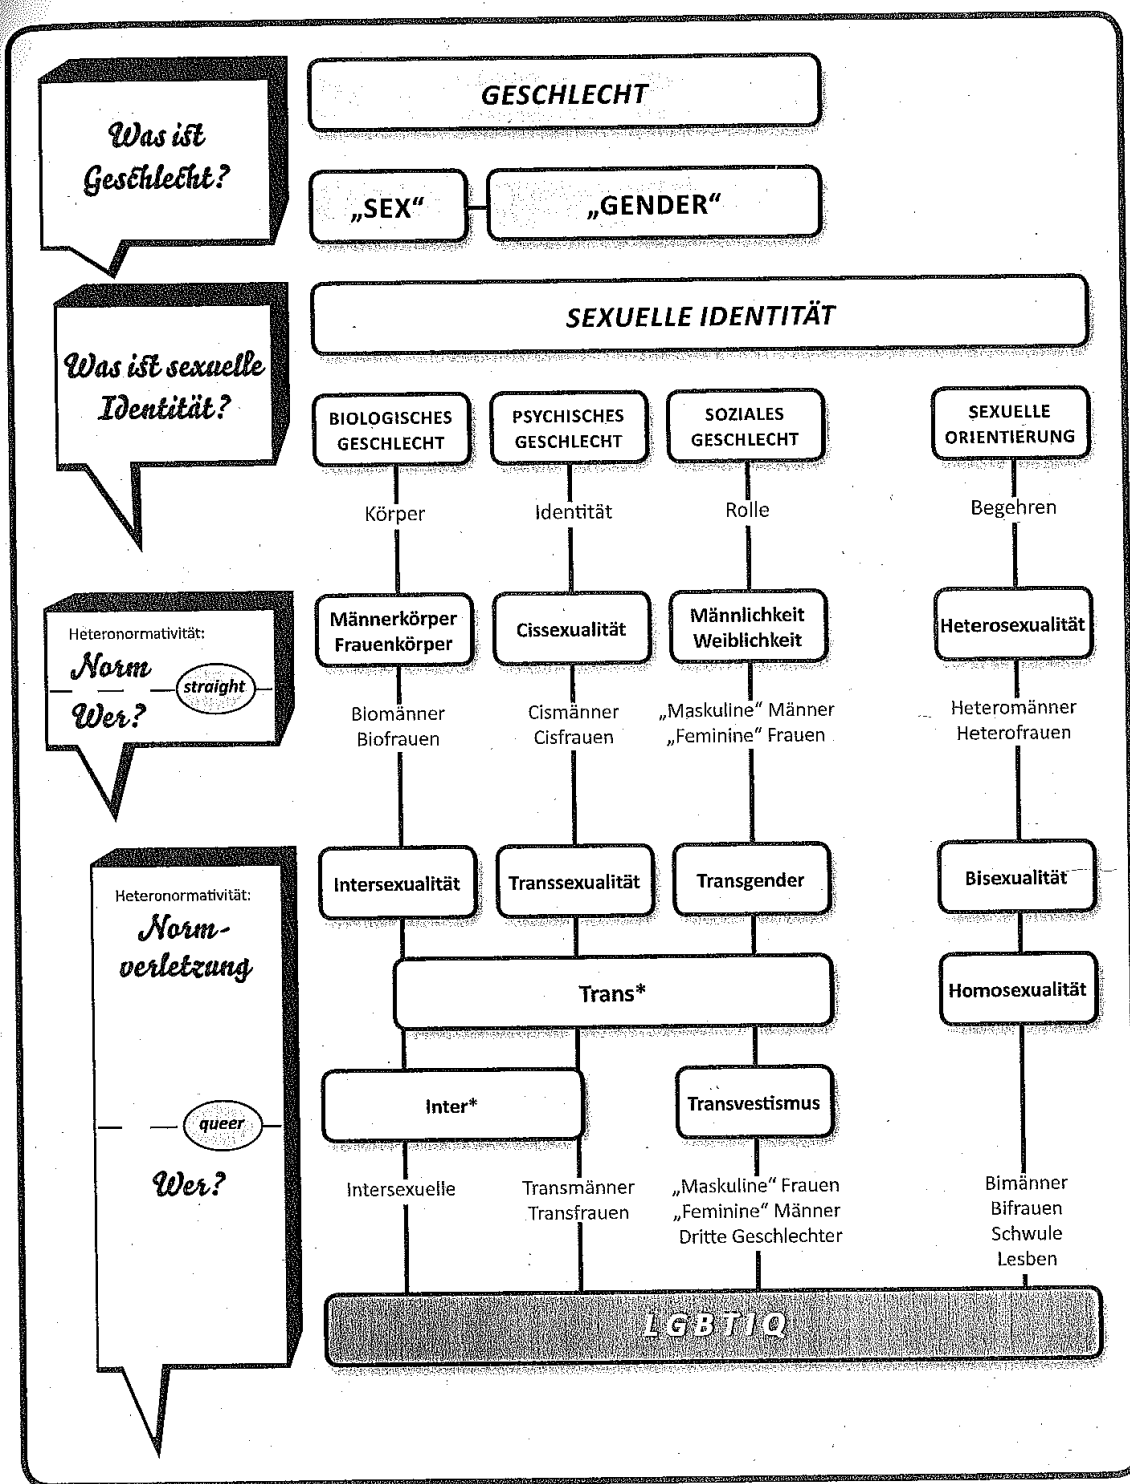 Was ist
Geschlecht?
GESCHLECHT
„SEX“
„GENDER“
Was ist sexuelle
Identität?
SEXUELLE IDENTITÄT
BIOLOGISCHES
GESCHLECHT
PSYCHISCHES
GESCHLECHT
SOZIALES
GESCHLECHT
SEXUELLE
ORIENTIERUNG
Körper
Identität
Rolle
Begehren
Heteronormativität:
Norm
straight
Wer?
Männerkörper
Frauenkörper
Cissexualität
Männlichkeit
Weiblichkeit
Heterosexualität
Biomänner
Biofrauen
Cismänner
Cisfrauen
„Maskuline“ Männer
„Feminine“ Frauen
Heteromänner
Heterofrauen
Heteronormativität:
Norm-
verletzung
queer
Wer?
Intersexualität
Transsexualität
Transgender
Bisexualität
Trans*
Homosexualität
Inter*
Transvestismus
Intersexuelle
Transmänner
Transfrauen
„Maskuline“ Frauen
„Feminine“ Männer
Dritte Geschlechter
Bimänner
Bifrauen
Schwule
Lesben
LGBTIQ